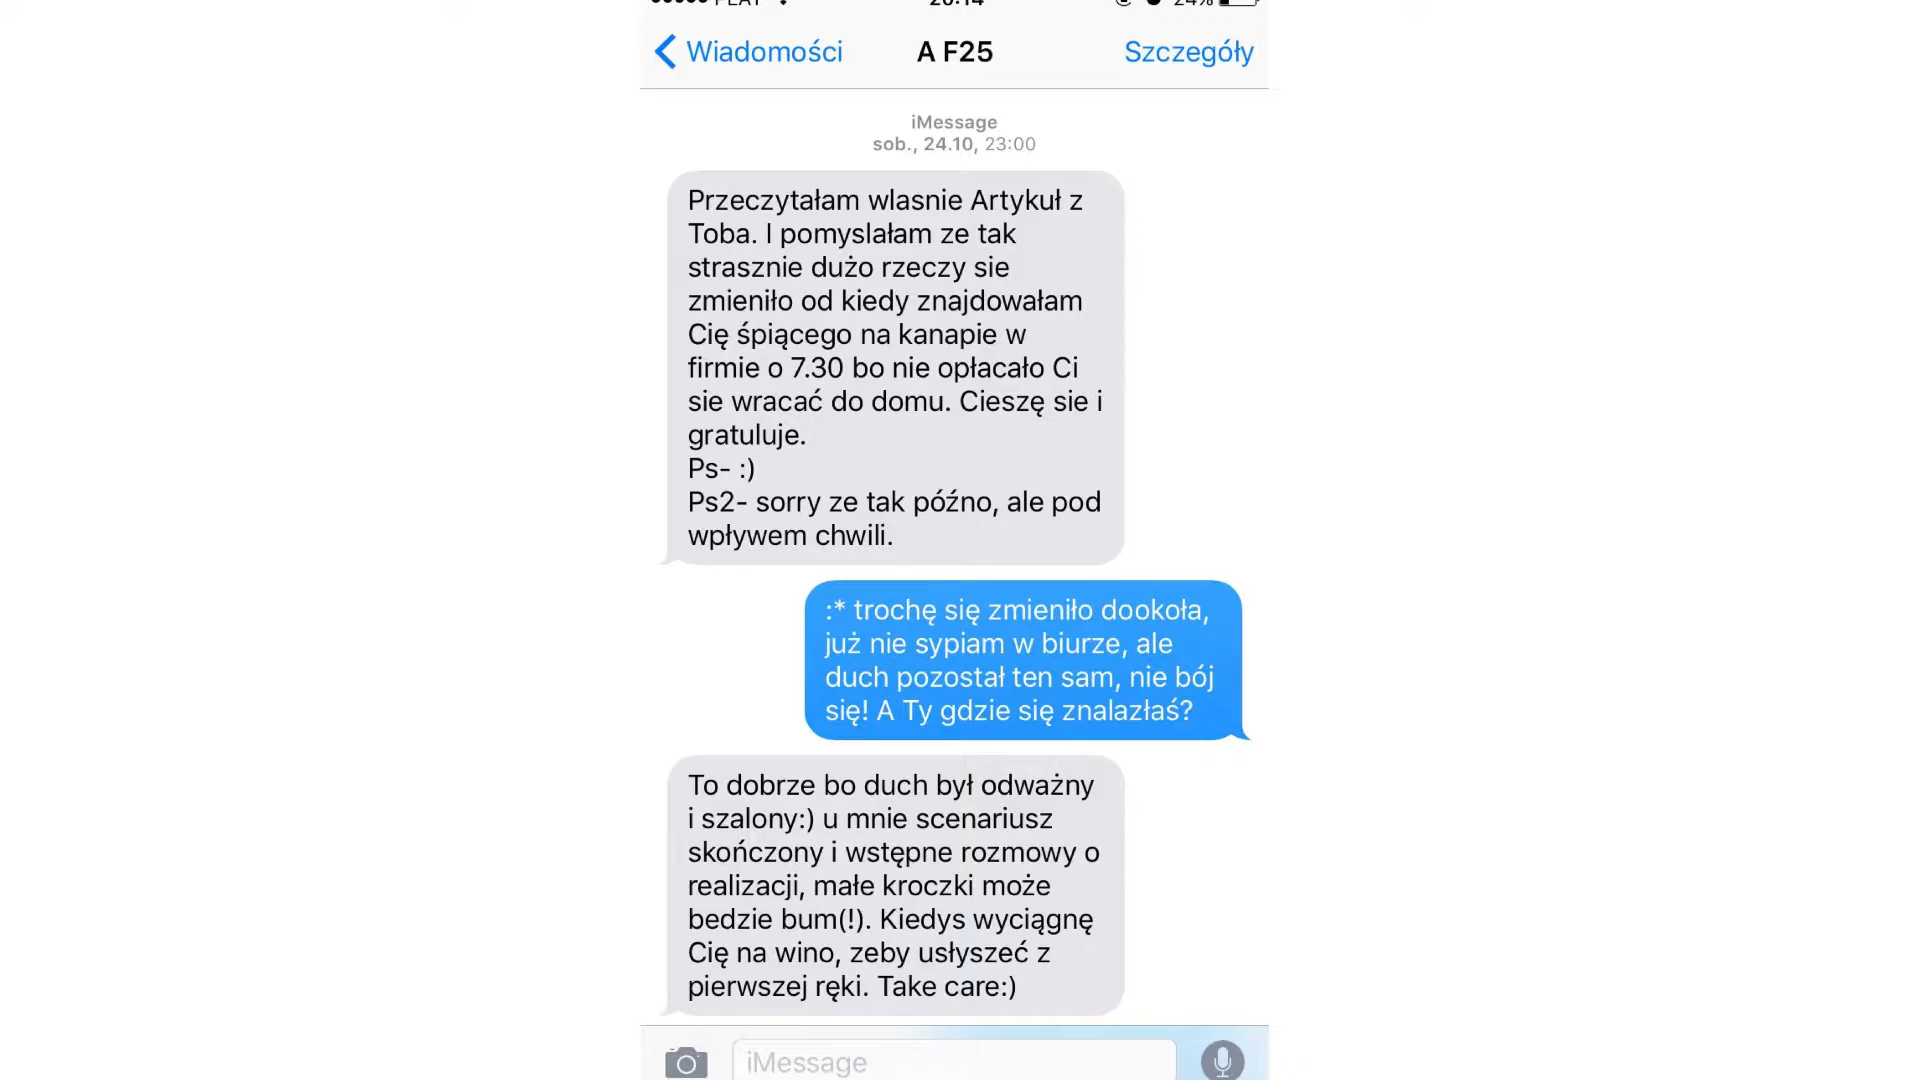 Wiadomości
A F25
Szczegóły
iMessage
sob., 24.10, 23:00
Przeczytałam wlasnie Artykuł z
Toba. I pomyslałam ze tak
strasznie dużo rzeczy sie
zmieniło od kiedy znajdowałam
Cię śpiącego na kanapie w
firmie o 7.30 bo nie opłacało Ci
sie wracać do domu. Cieszę sie i
gratuluje.
Ps- :)
Ps2- sorry ze tak późno, ale pod
wpływem chwili.
:* trochę się zmieniło dookoła,
już nie sypiam w biurze, ale
duch pozostał ten sam, nie bój
się! A Ty gdzie się znalazłaś?
To dobrze bo duch był odważny
i szalony:) u mnie scenariusz
skończony i wstępne rozmowy o
realizacji, małe kroczki może
bedzie bum(!). Kiedys wyciągnę
Cię na wino, zeby usłyszeć z
pierwszej ręki. Take care:)
iMessage